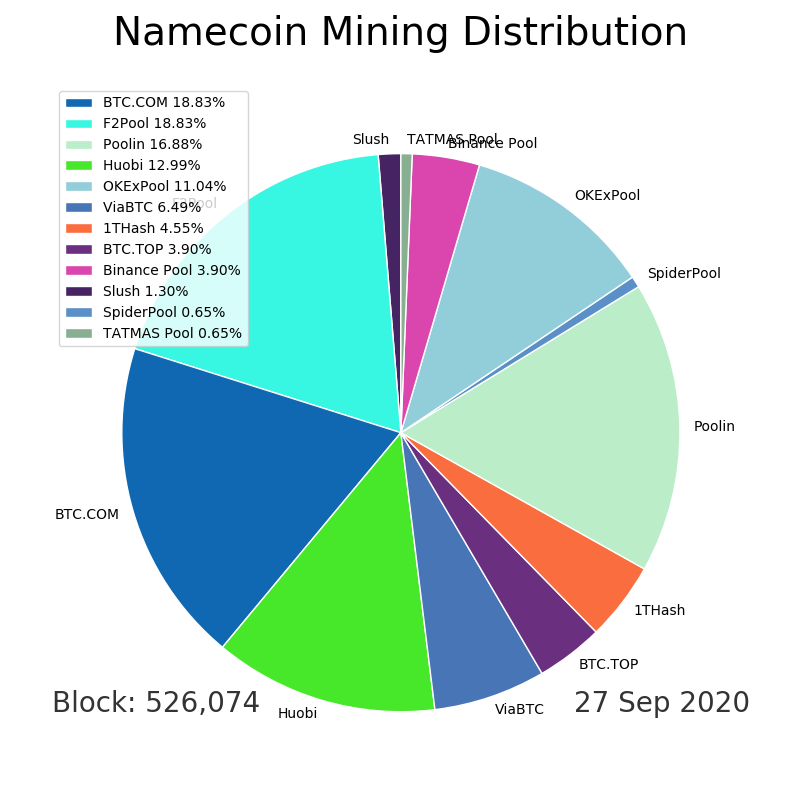 Namecoin Mining Distribution
BTC.COM 18.83%
F2Pool 18.83%
Poolin 16.88%
Huobi 12.99%
OKExPool 11.04%
ViaBTC 6.49%
1THash 4.55%
BTC.TOP 3.90%
Binance Pool 3.90%
Slush 1.30%
SpiderPool 0.65%
TATMAS Pool 0.65%
Slush
TATMAS Pool
Binance Pool
OKExPool
F2Pool
SpiderPool
Poolin
BTC.COM
1THash
BTC.TOP
ViaBTC
Huobi
Block: 526,074
27 Sep 2020